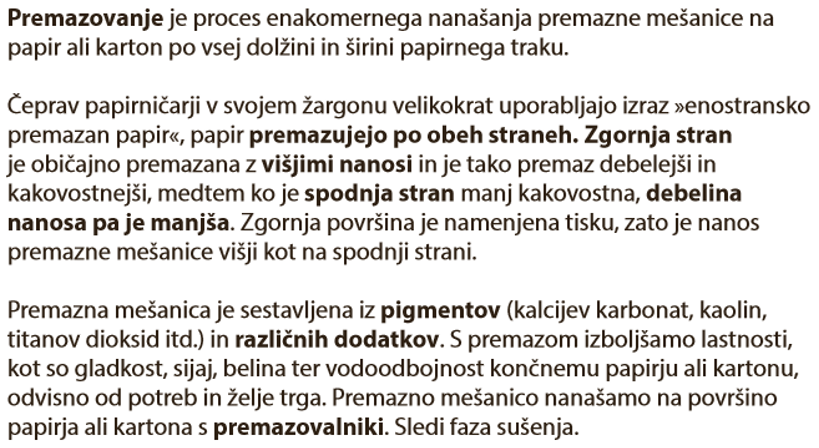 Premazovanje je proces enakomernega nanašanja premazne mešanice na
papir ali karton po vsej dolžini in širini papirnega traku.
Čeprav papirničarji v svojem žargonu velikokrat uporabljajo izraz »enostransko
premazan papir«, papir premazujejo po obeh straneh. Zgornja stran
je običajno premazana z višjimi nanosi in je tako premaz debelejši in
kakovostnejši, medtem ko je spodnja stran manj kakovostna, debelina
nanosa pa je manjša. Zgornja površina je namenjena tisku, zato je nanos
premazne mešanice višji kot na spodnji strani.
Premazna mešanica je sestavljena iz pigmentov (kalcijev karbonat, kaolin,
titanov dioksid itd.) in različnih dodatkov. S premazom izboljšamo lastnosti,
kot so gladkost, sijaj, belina ter vodoodbojnost končnemu papirju ali kartonu,
odvisno od potreb in želje trga. Premazno mešanico nanašamo na površino
papirja ali kartona s premazovalniki. Sledi faza sušenja.